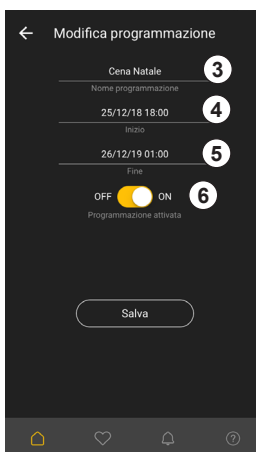 Modifica programmazione
Cena Natale
3
Nome programmazione
25/12/18 18:00
4
Inizio
26/12/19 01:00
5
Fine
OFF ON
6
Programmazione attivata
Salva
?